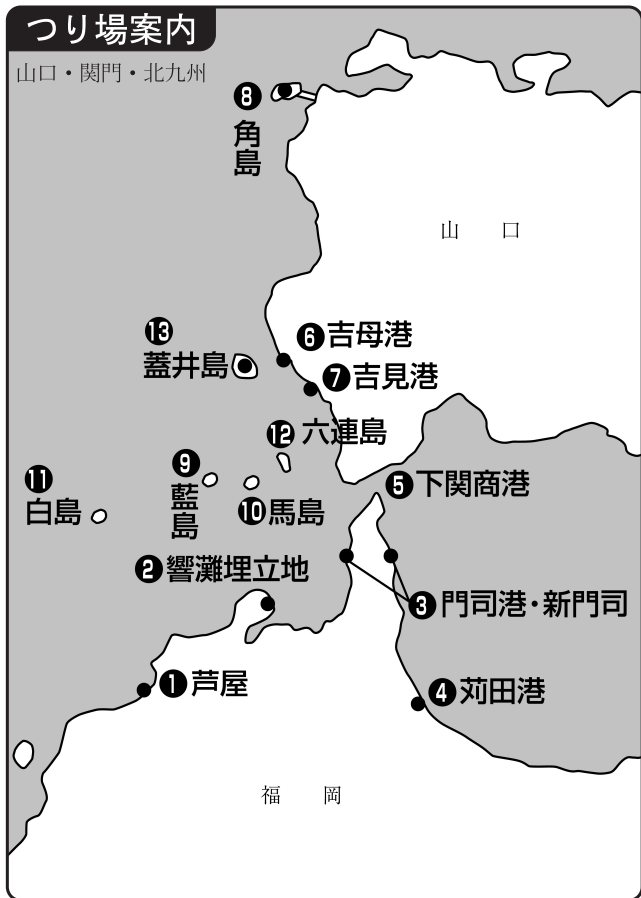 つり場案内
山口・関門・北九州
❽
角島
山 口
⓭
蓋井島
❻吉母港
❼吉見港
⓬六連島
❾
藍島
⓫
白島
❿馬島
❺下関商港
❷響灘埋立地
❸門司港・新門司
❶芦屋
❹苅田港
福 岡